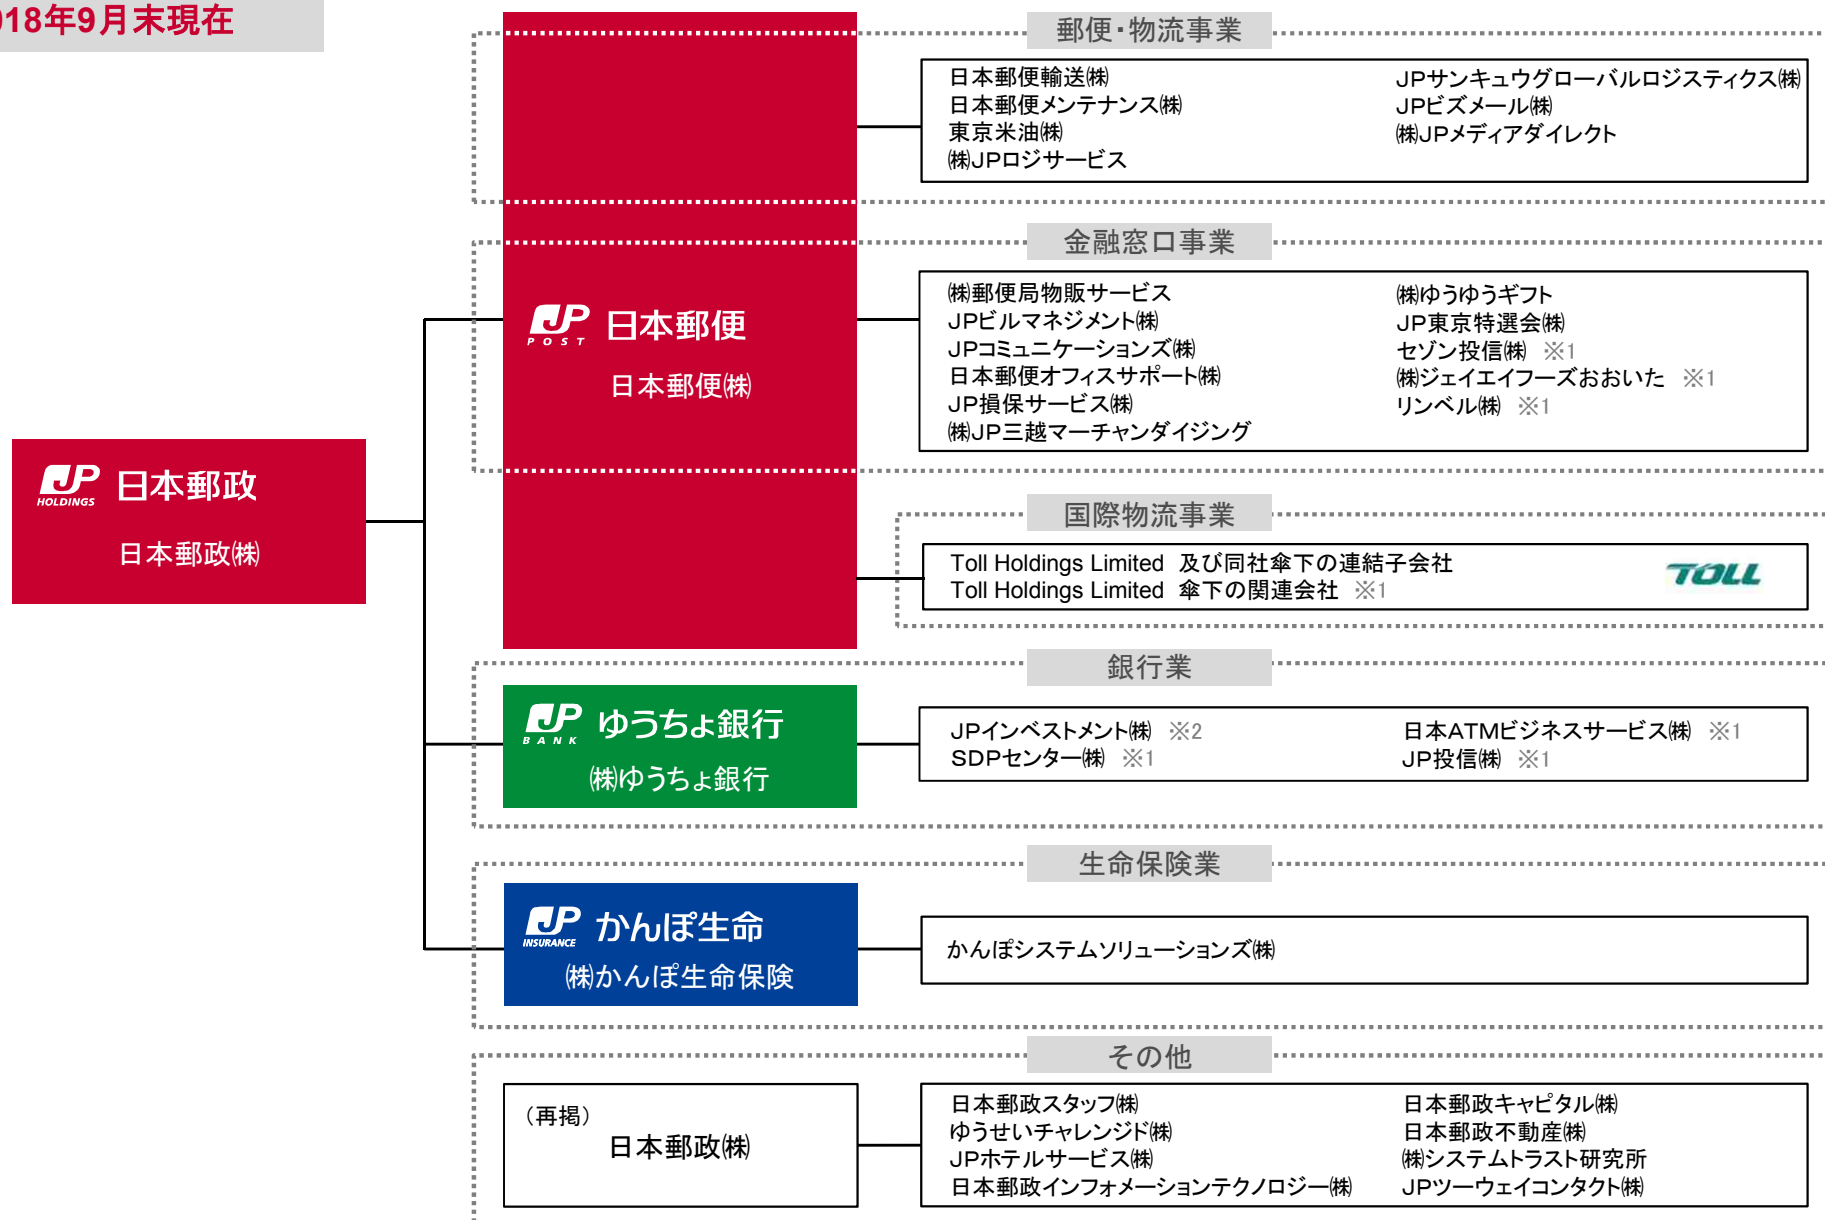 018年9月末現在
郵便・物流事業
日本郵便輸送㈱
日本郵便メンテナンス㈱
東京米油㈱
㈱JPロジサービス
JPサンキュウグローバルロジスティクス㈱
JPビズメール㈱
㈱JPメディアダイレクト
金融窓口事業
JP POST 日本郵便
日本郵便㈱
㈱郵便局物販サービス
JPビルマネジメント㈱
JPコミュニケーションズ㈱
日本郵便オフィスサポート㈱
JP損保サービス㈱
㈱JP三越マーチャンダイジング
㈱ゆうゆうギフト
JP東京特選会㈱
セゾン投信㈱ ※1
㈱ジェイエイフーズおおいた ※1
リンベル㈱ ※1
JP HOLDINGS 日本郵政
日本郵政㈱
国際物流事業
Toll Holdings Limited 及び同社傘下の連結子会社
Toll Holdings Limited 傘下の関連会社 ※1
TOLL
銀行業
JP BANK ゆうちょ銀行
㈱ゆうちょ銀行
JPインベストメント㈱ ※2
SDPセンター㈱ ※1
日本ATMビジネスサービス㈱ ※1
JP投信㈱ ※1
生命保険業
JP INSURANCE かんぽ生命
㈱かんぽ生命保険
かんぽシステムソリューションズ㈱
その他
（再掲）
日本郵政㈱
日本郵政スタッフ㈱
ゆうせいチャレンジド㈱
JPホテルサービス㈱
日本郵政インフォメーションテクノロジー㈱
日本郵政キャピタル㈱
日本郵政不動産㈱
㈱システムトラスト研究所
JPツーウェイコンタクト㈱